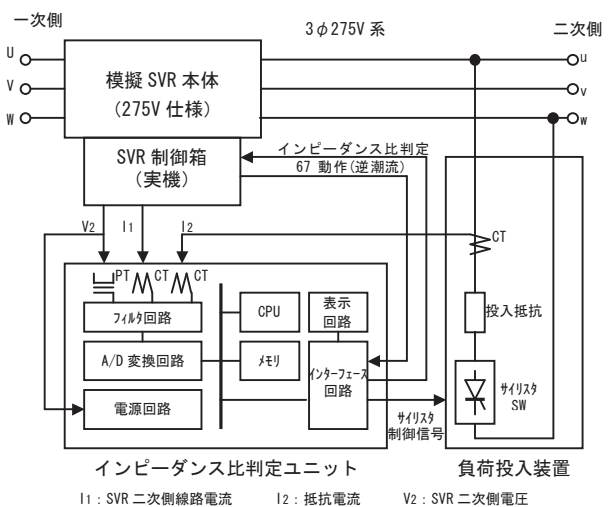 一次側
3φ275V 系
二次側
U
V
W
模擬 SVR 本体
(275V 仕様)
u
v
w
SVR 制御箱
(実機)
インピーダンス比判定
67 動作(逆潮流)
V2
I1
I2
CT
PT
CT
CT
フィルタ回路
A/D 変換回路
電源回路
CPU
メモリ
表示
回路
インターフェース
回路
投入抵抗
サイリスタ
SW
サイリスタ
制御信号
インピーダンス比判定ユニット
負荷投入装置
I1：SVR 二次側線路電流
I2：抵抗電流
V2：SVR 二次側電圧